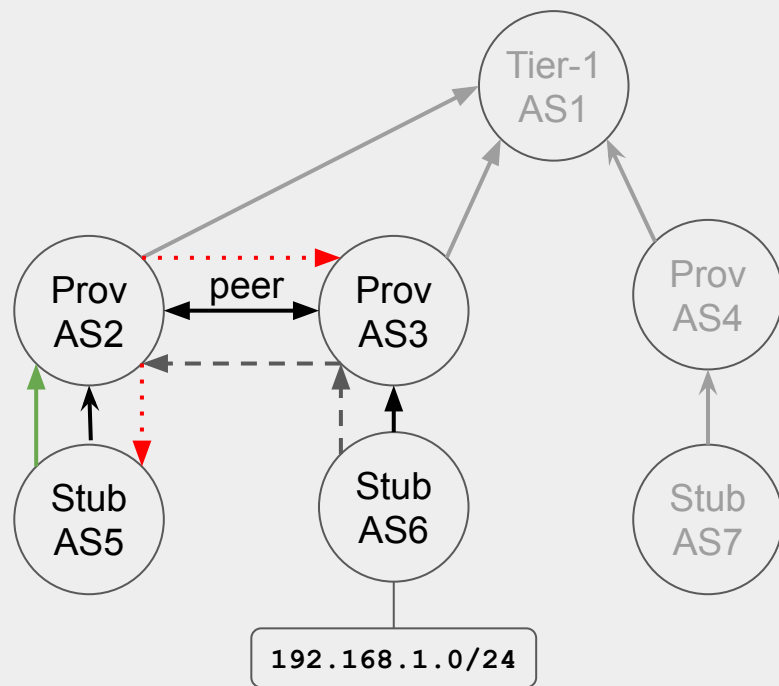 Tier-1
AS1
Prov
AS2
peer
Prov
AS3
Prov
AS4
Stub
AS5
Stub
AS6
Stub
AS7
192.168.1.0/24